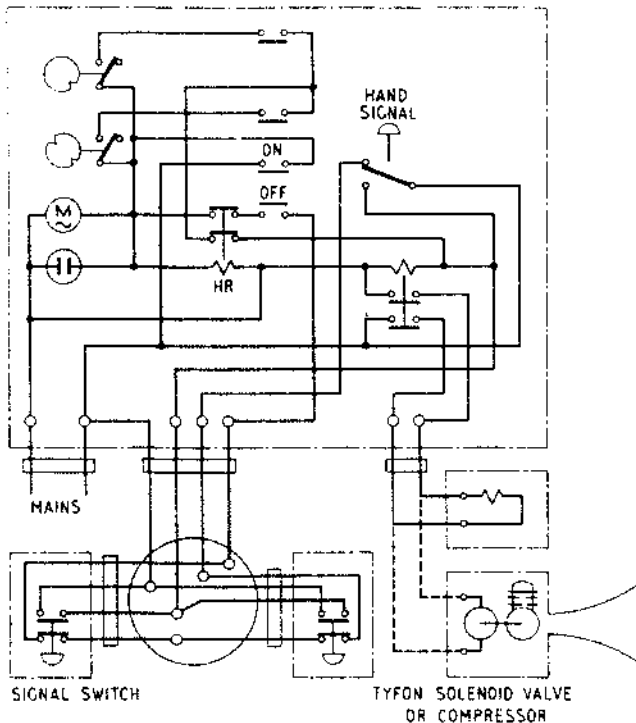 HAND
SIGNAL
ON
OFF
M
HR
MAINS
SIGNAL SWITCH
TYFON SOLENOID VALVE
OR COMPRESSOR